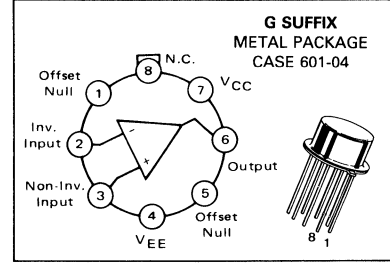 G SUFFIX
METAL PACKAGE
CASE 601-04
N.C.
8
Offset
Null
1
7
VCC
Inv.
Input
2
-
6
Output
Non-Inv.
Input
3
+
5
Offset
Null
4
VEE
8 1